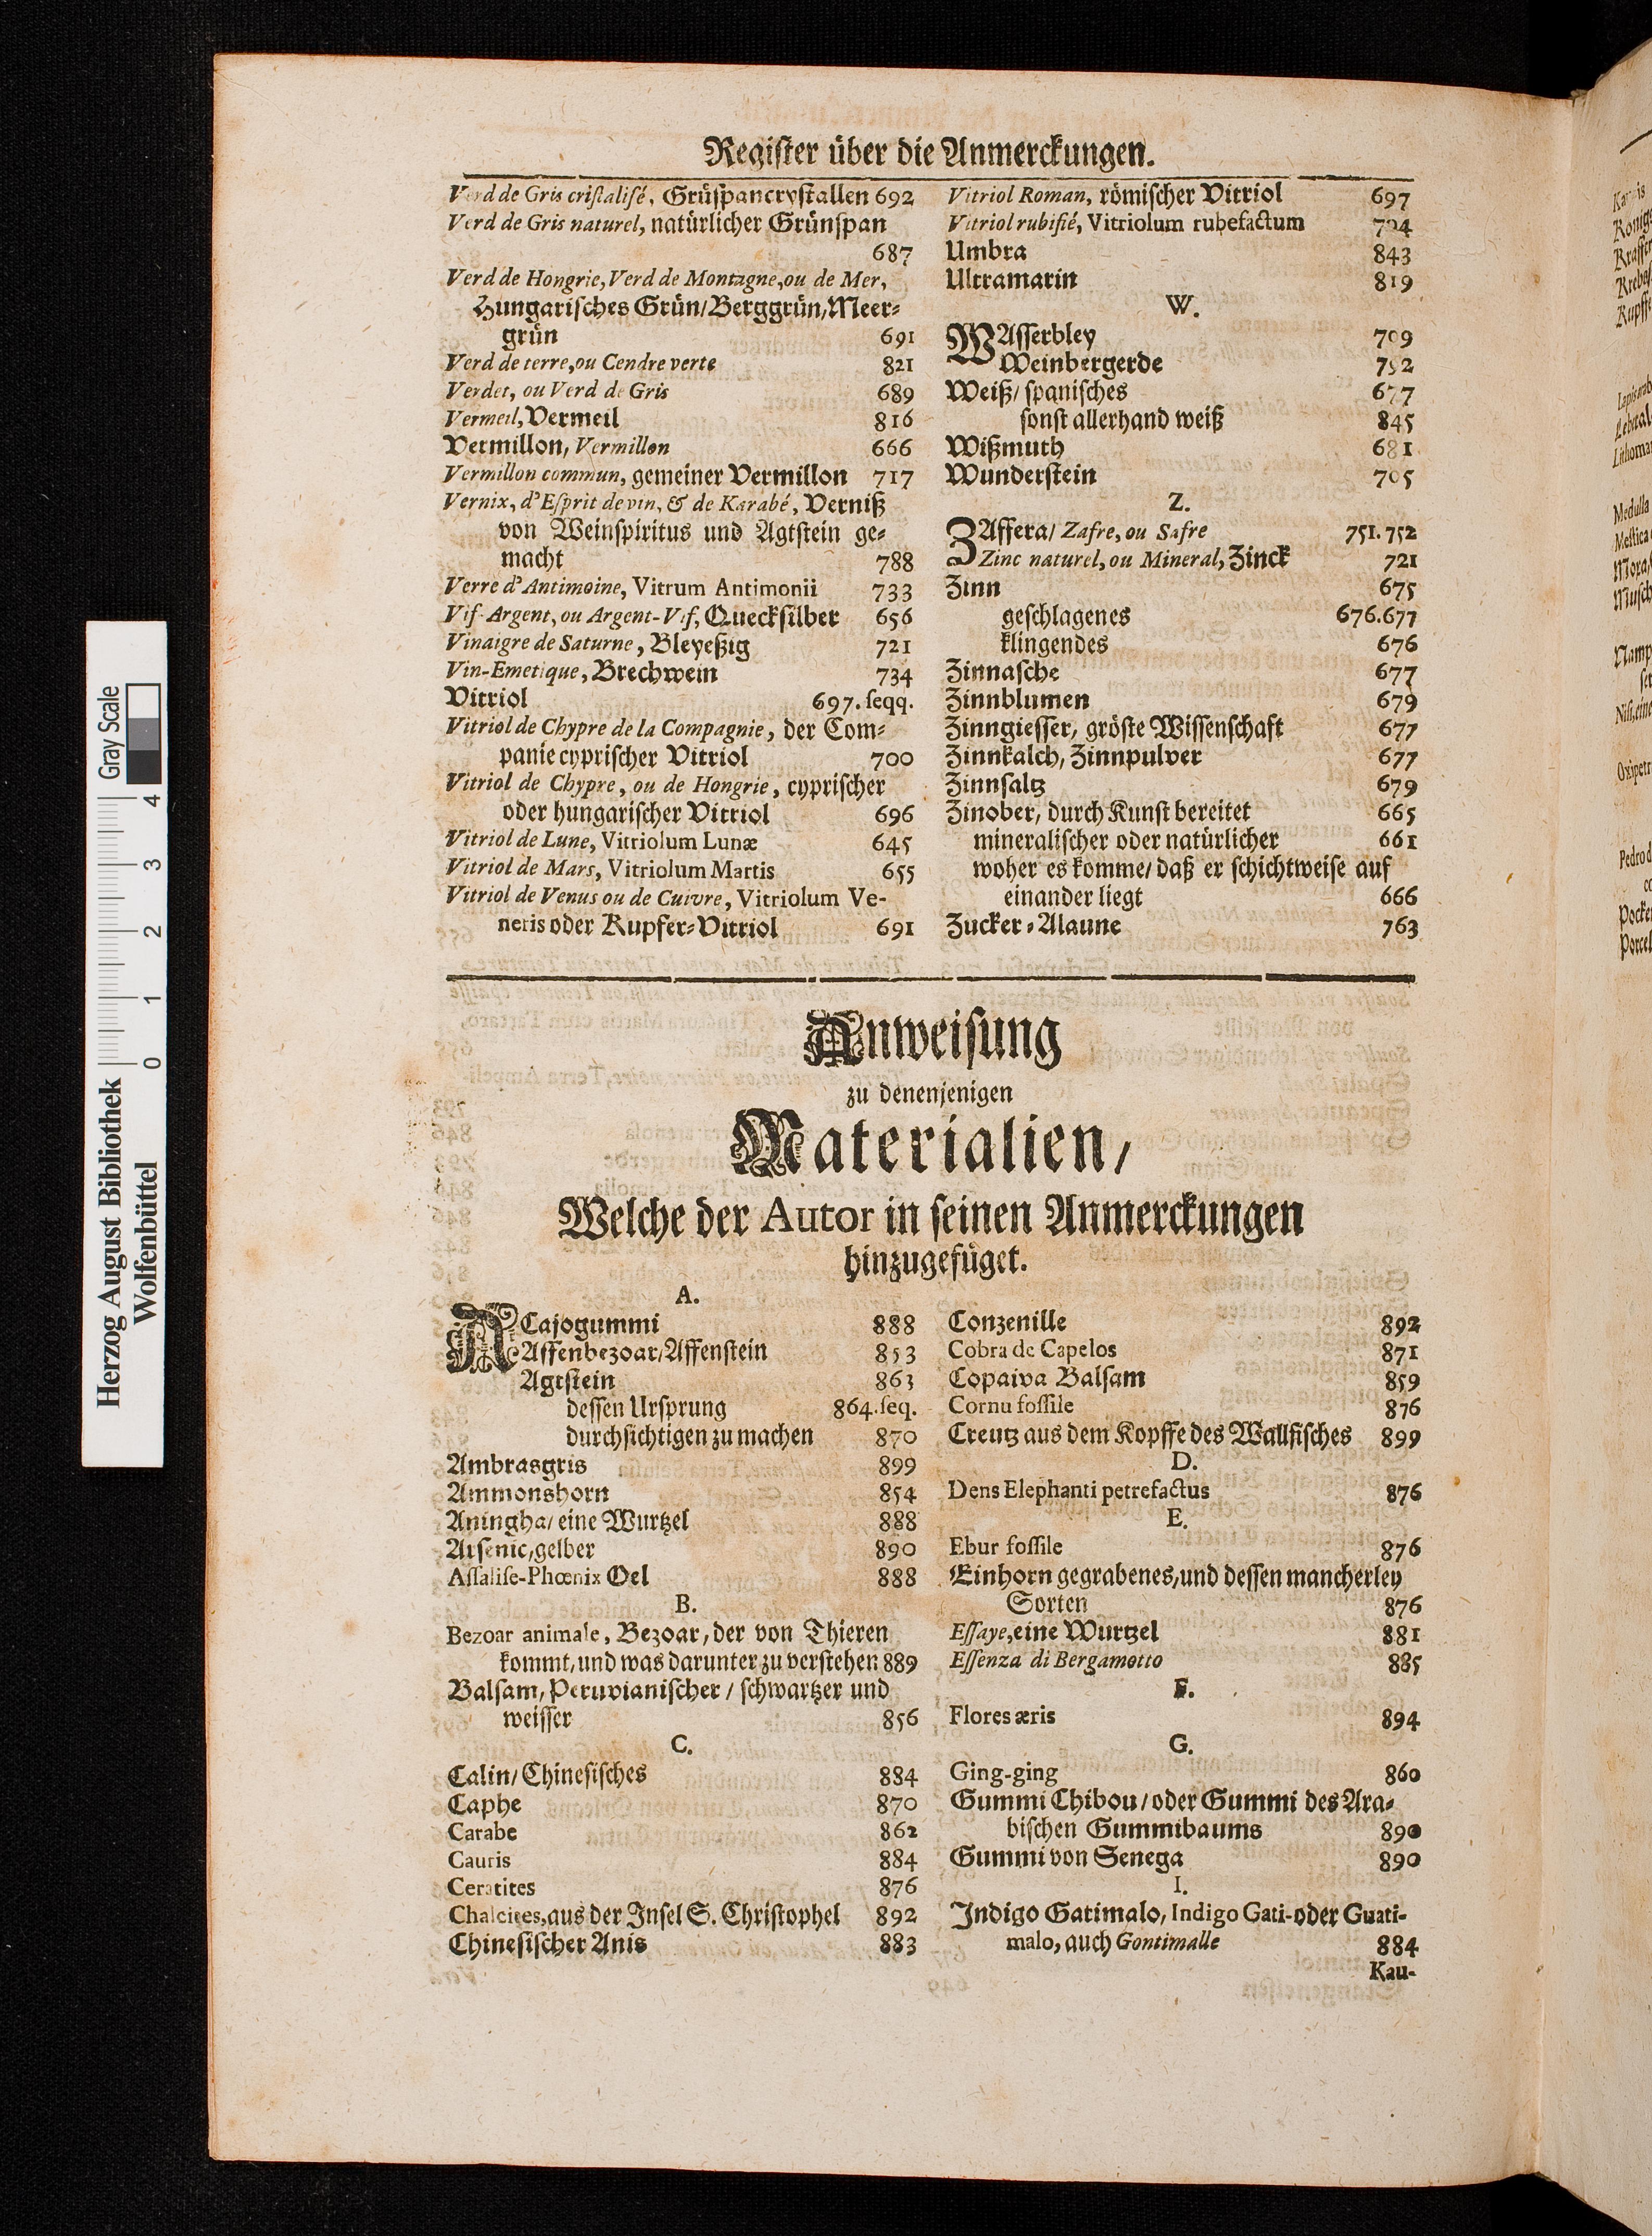 Regiſter über die Anmerckungen.
Verd de Gris criſtaliſé, Grüſpancryſtallen 692
Verd de Gris naturel, natürlicher Grünſpan
687
Verd de Hongrie, Verd de Montagne, ou de Mer,
Hungariſches Grün/ Berggrün, Meer-
grün 691
Verd de terre, ou Cendre verte 821
Verdet, ou Verd de Gris 689
Vermeil, Vermeil 816
Vermillon, Vermillon 666
Vermillon commun, gemeiner Vermillon 717
Vernix, d'Eſprit de vin, & de Karabé, Verniß
von Weinſpiritus und Agtſtein ge-
macht 788
Verre d'Antimoine, Vitrum Antimonii 733
Vif-Argent, ou Argent-Vif, Queckſilber 656
Vinaigre de Saturne, Bleyeßig 721
Vin-Emetique, Brechwein 734
Vitriol 697. ſeqq.
Vitriol de Chypre de la Compagnie, der Com-
panie cypriſcher Vitriol 700
Vitriol de Chypre, ou de Hongrie, cypriſcher
oder hungariſcher Vitriol 696
Vitriol de Lune, Vitriolum Lunæ 645
Vitriol de Mars, Vitriolum Martis 655
Vitriol de Venus ou de Cuivre, Vitriolum Ve-
neris oder Kupfer-Vitriol 691
Vitriol Roman, römiſcher Vitriol 697
Vitriol rubifié, Vitriolum rubefactum 704
Umbra 843
Ultramarin 819
W.
WAſſerbley 709
Weinbergerde 792
Weiß/ ſpaniſches 677
ſonſt allerhand weiß 845
Wißmuth 681
Wunderſtein 705
Z.
ZAffera/ Zafre, ou Safre 751. 752
Zinc naturel, ou Mineral, Zinck 721
Zinn 675
geſchlagenes 676.677
klingendes 676
Zinnaſche 677
Zinnblumen 679
Zinngieſſer, gröſte Wiſſenſchaft 677
Zinnkalch, Zinnpulver 677
Zinnſaltz 679
Zinober, durch Kunſt bereitet 665
mineraliſcher oder natürlicher 661
woher es komme/ daß er ſchichtweiſe auf
einander liegt 666
Zucker-Alaune 763
Anweiſung
zu denenjenigen
Materialien/
Welche der Autor in ſeinen Anmerckungen
hinzugefüget.
A.
ACajogummi 888
Affenbezoar/ Affenſtein 853
Agtſtein 863
deſſen Urſprung 864. ſeq.
durchſichtigen zu machen 870
Ambrasgris 899
Ammonshorn 854
Aningha/ eine Wurtzel 888
Arſenic, gelber 890
Aſſaliſe-Phœnix Oel 888
B.
Bezoar animale, Bezoar, der von Thieren
kommt, und was darunter zu verſtehen 889
Balſam, Peruvianiſcher / ſchwartzer und
weiſſer 856
C.
Calin/ Chineſiſches 884
Caphe 870
Carabe 862
Cauris 884
Ceratites 876
Chalcites, aus der Inſel S. Chriſtophel 892
Chineſiſcher Anis 883
Conzenille 892
Cobra de Capelos 871
Copaiva Balſam 859
Cornu foſſile 876
Creutz aus dem Kopffe des Wallfiſches 899
D.
Dens Elephanti petrefactus 876
E.
Ebur foſſile 876
Einhorn gegrabenes, und deſſen mancherley
Sorten 876
Eſſaye, eine Wurtzel 881
Eſſenza di Bergamotto 885
F.
Flores æris 894
G.
Ging-ging 860
Gummi Chibou / oder Gummi des Ara-
biſchen Gummibaums 890
Gummi von Senega 890
I.
Indigo Gatimalo, Indigo Gati- oder Guati-
malo, auch Gontimalle 884
Kau-
Herzog August Bibliothek
Wolfenbüttel
0 1 2 3 4
Gray Scale